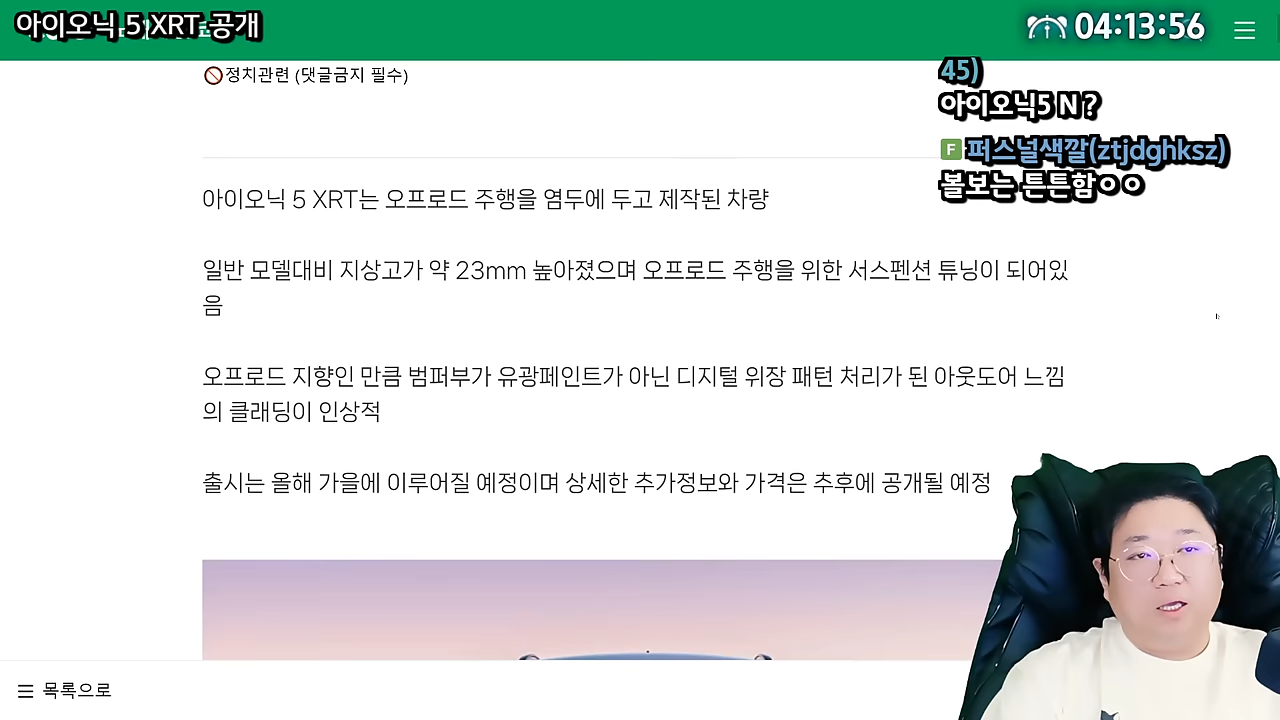 아이오닉 5 XRT 공개
04:13:56
정치관련 (댓글금지 필수)
45)
아이오닉5 N?
F 퍼스널색깔(ztjdghksz)
볼보는 튼튼함ㅇㅇ
아이오닉 5 XRT는 오프로드 주행을 염두에 두고 제작된 차량
일반 모델대비 지상고가 약 23mm 높아졌으며 오프로드 주행을 위한 서스펜션 튜닝이 되어있
음
오프로드 지향인 만큼 범퍼부가 유광페인트가 아닌 디지털 위장 패턴 처리가 된 아웃도어 느낌
의 클래딩이 인상적
출시는 올해 가을에 이루어질 예정이며 상세한 추가정보와 가격은 추후에 공개될 예정
목록으로